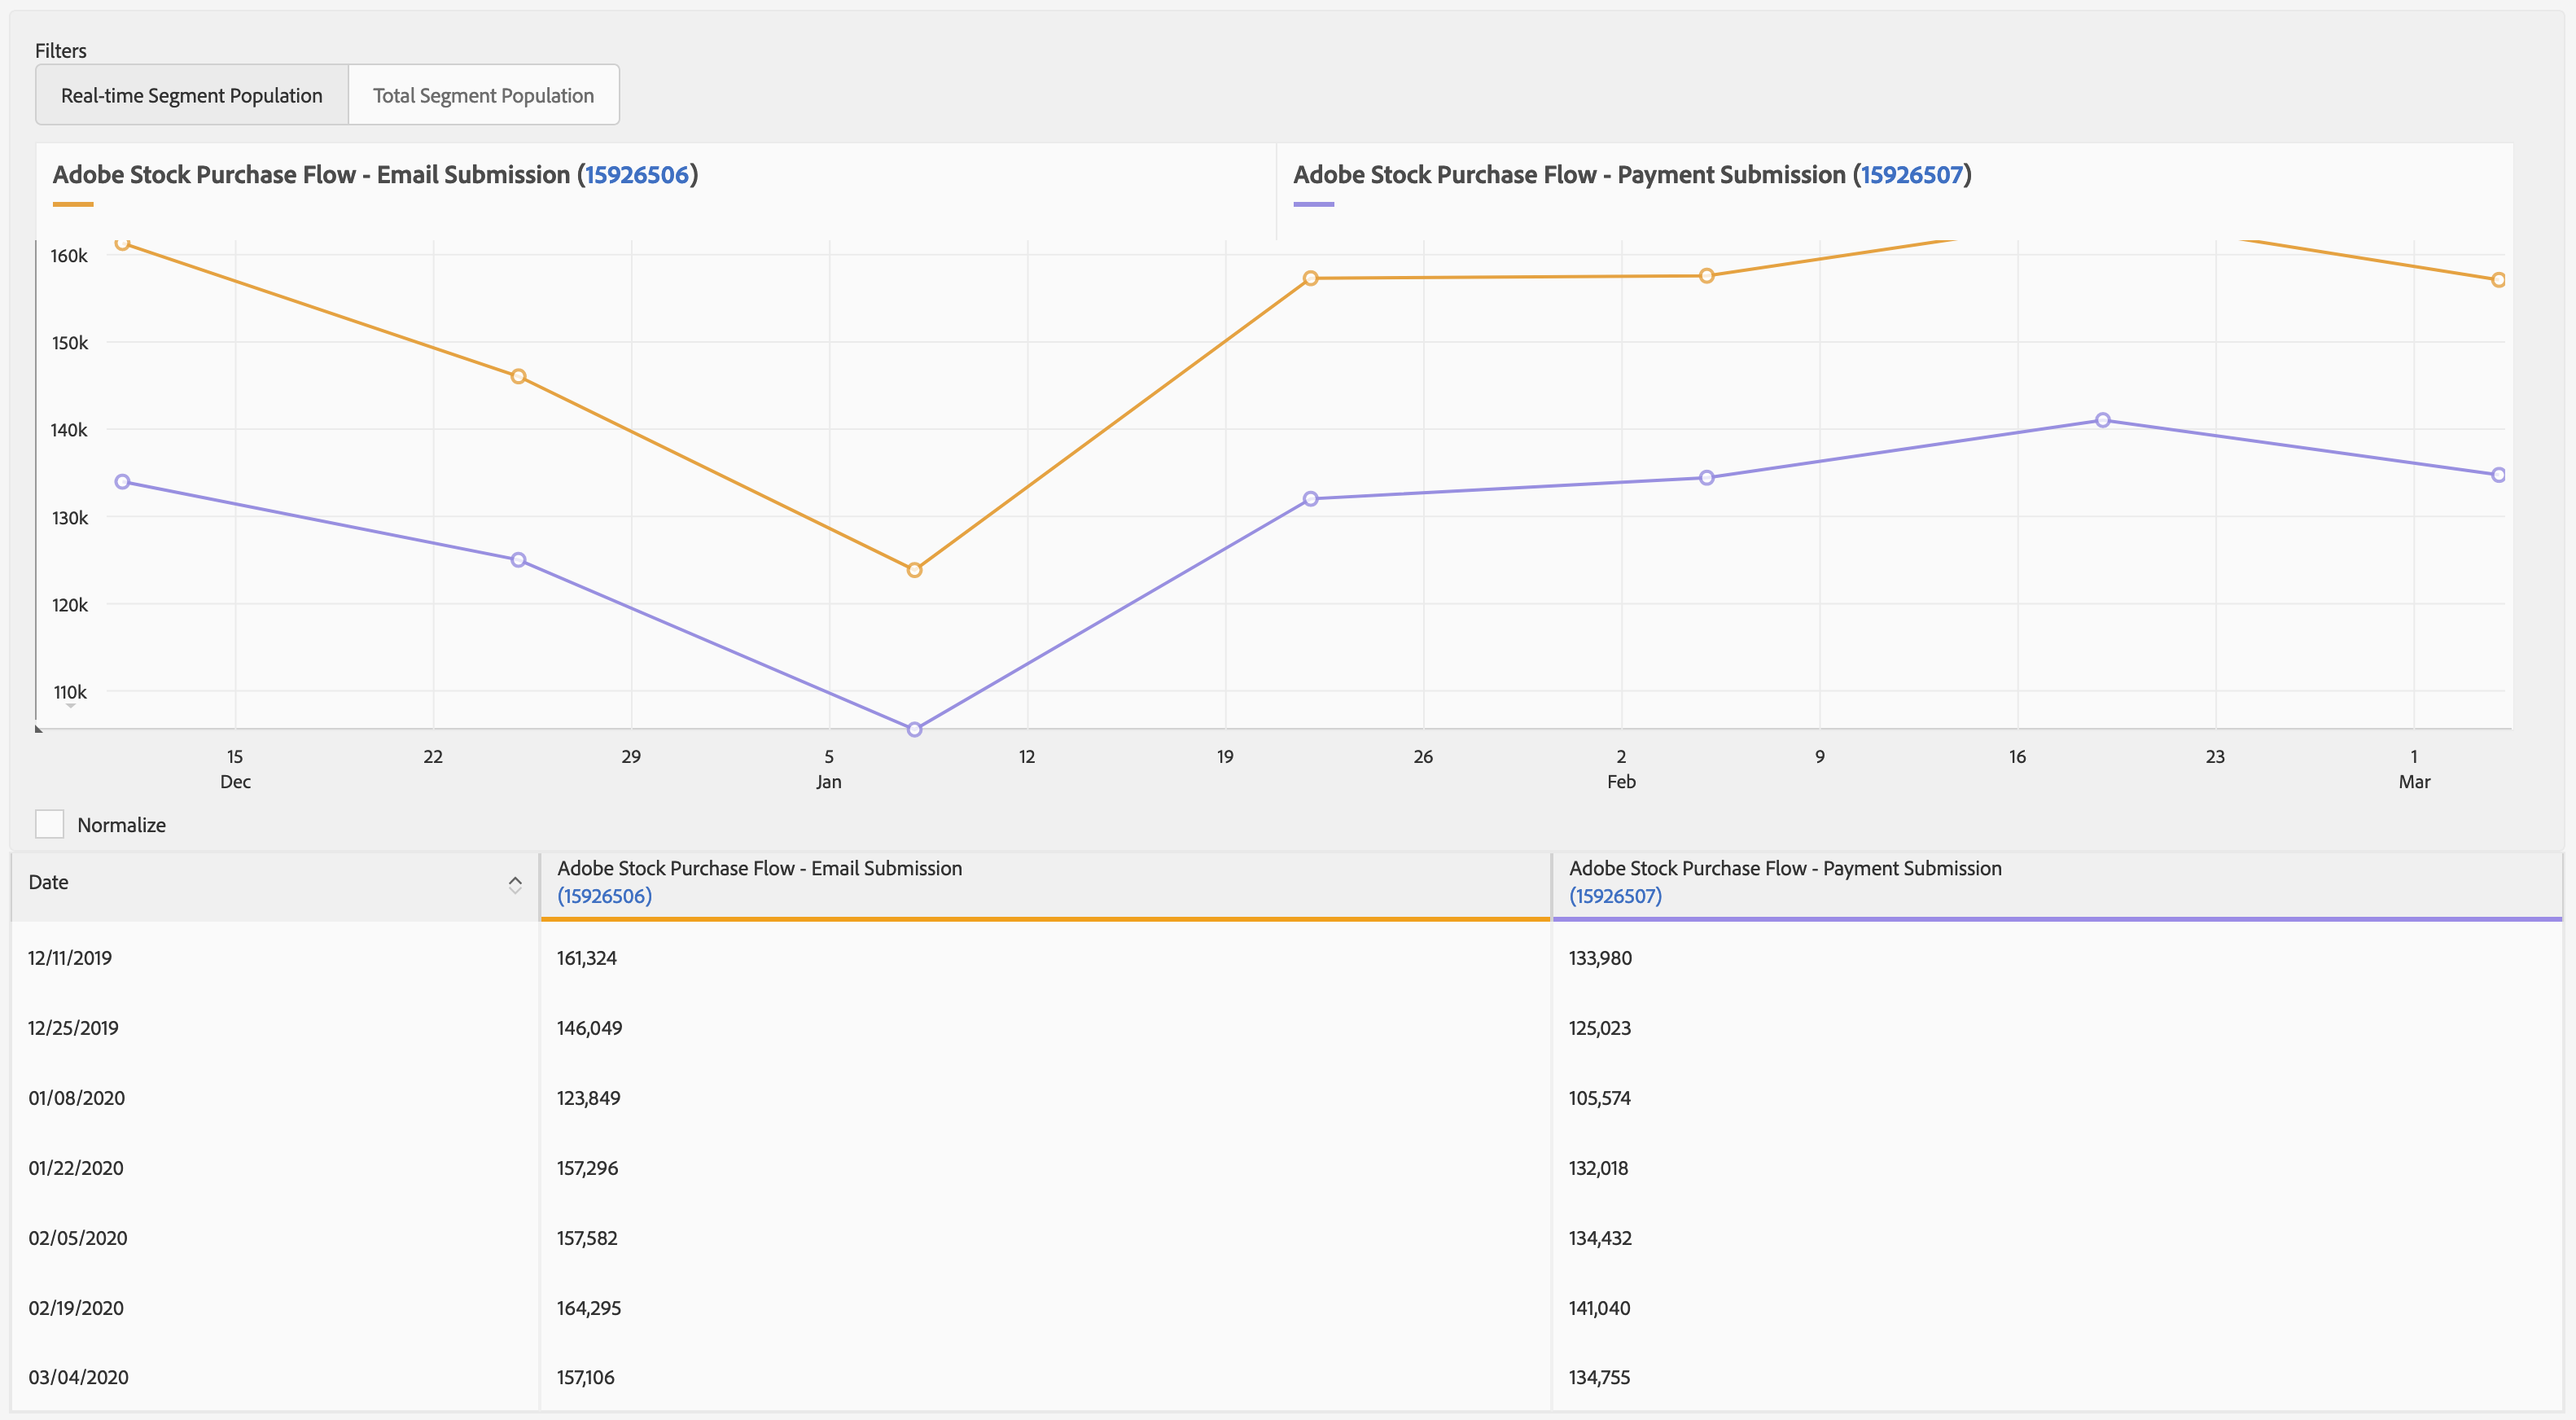 Filters
Real-time Segment Population Total Segment Population
Adobe Stock Purchase Flow - Email Submission (15926506) Adobe Stock Purchase Flow - Payment Submission (15926507)
160k
150k
140k
130k
120k
110k
15 22 29 5 12 19 26 2 9 16 23 1
Dec Jan Feb Mar
Normalize
Date
Adobe Stock Purchase Flow - Email Submission
(15926506)
Adobe Stock Purchase Flow - Payment Submission
(15926507)
12/11/2019 161,324 133,980
12/25/2019 146,049 125,023
01/08/2020 123,849 105,574
01/22/2020 157,296 132,018
02/05/2020 157,582 134,432
02/19/2020 164,295 141,040
03/04/2020 157,106 134,755